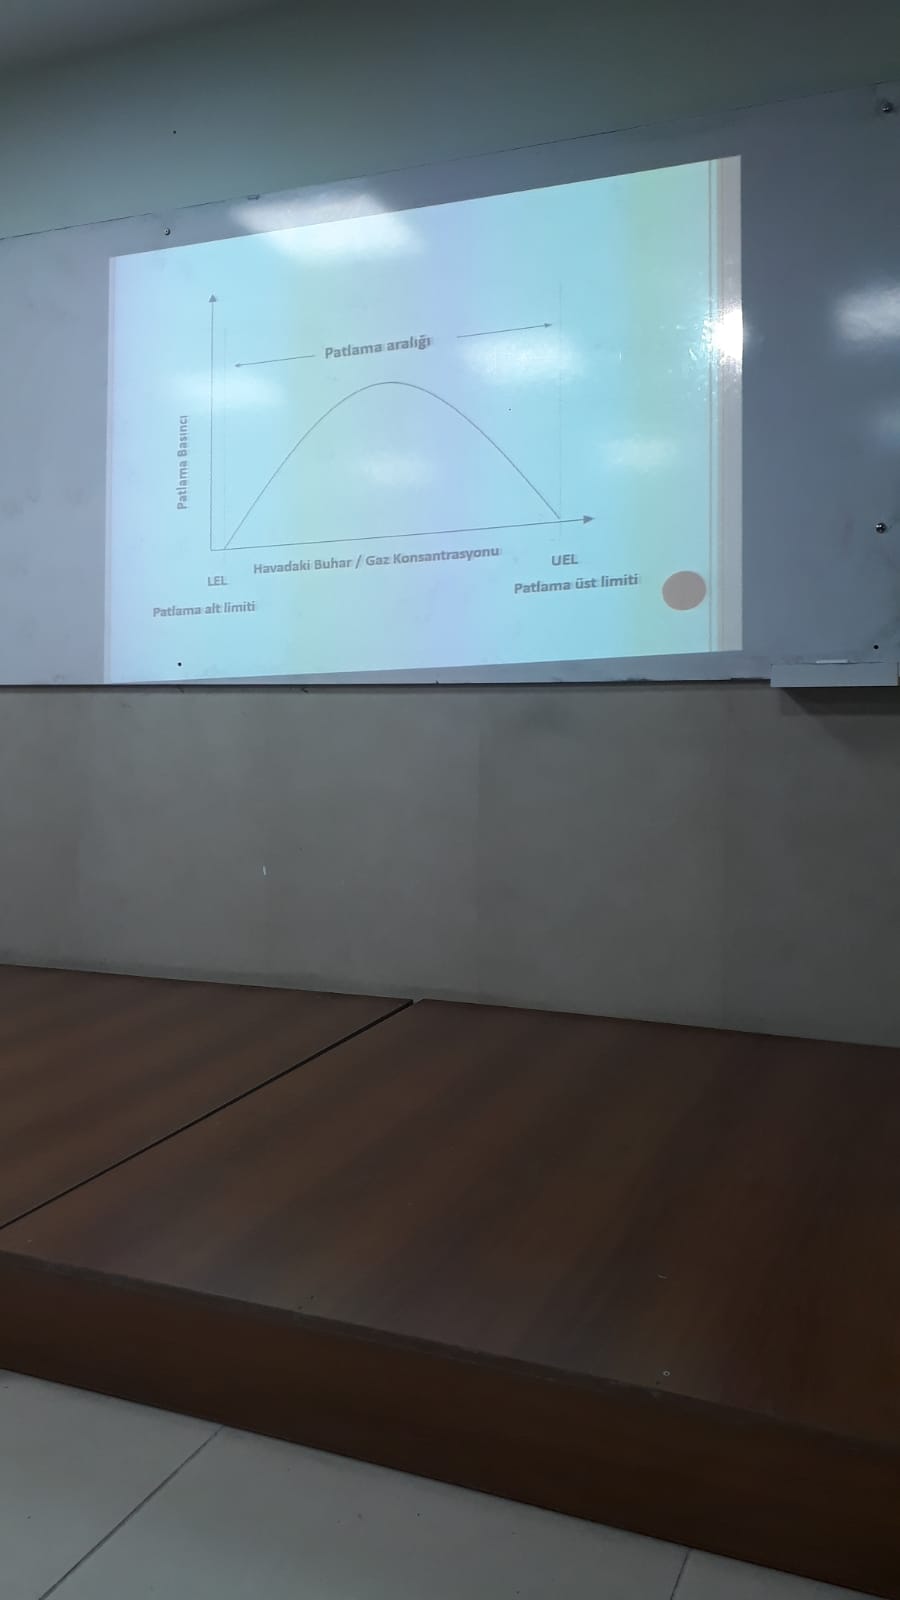 Patlama aralığı
Patlama Basıncı
Havadaki Buhar / Gaz Konsantrasyonu
LEL
UEL
Patlama alt limiti
Patlama üst limiti